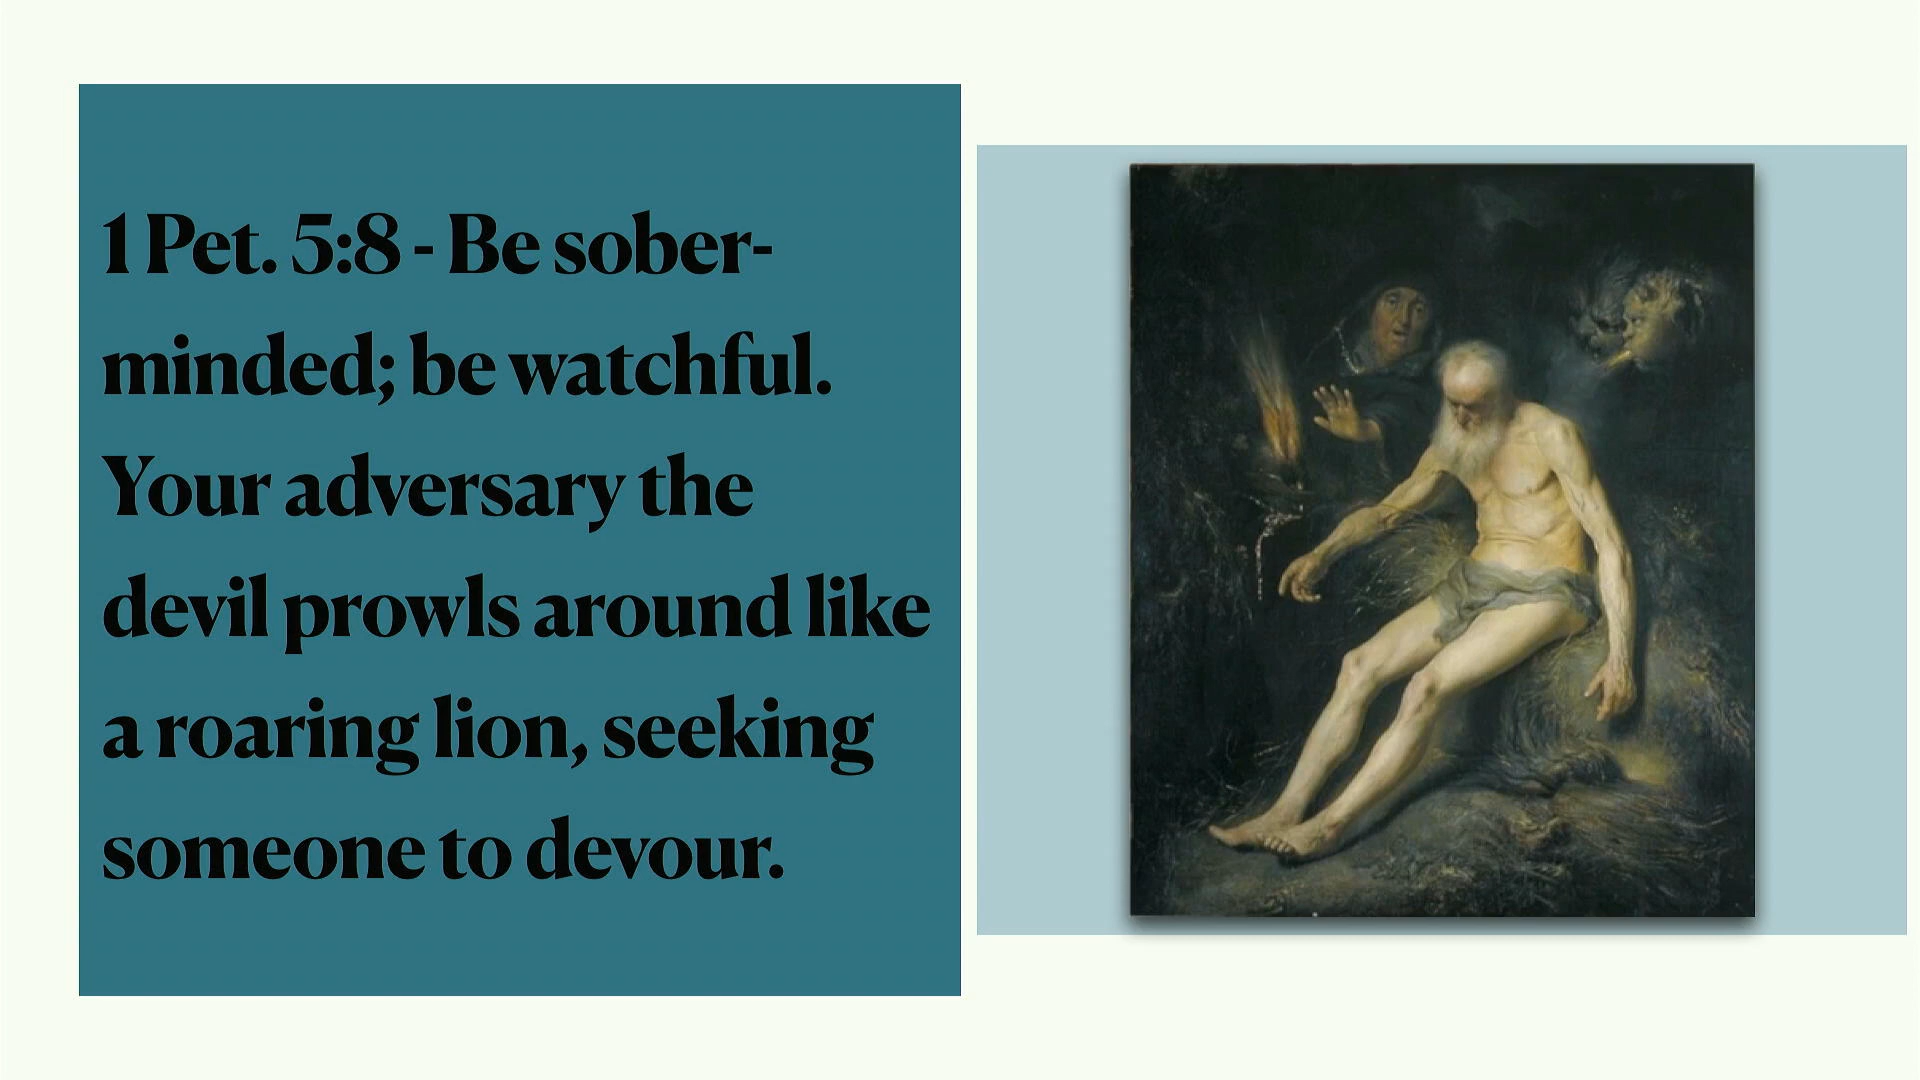 1 Pet. 5:8 - Be sober-
minded; be watchful.
Your adversary the
devil prowls around like
a roaring lion, seeking
someone to devour.